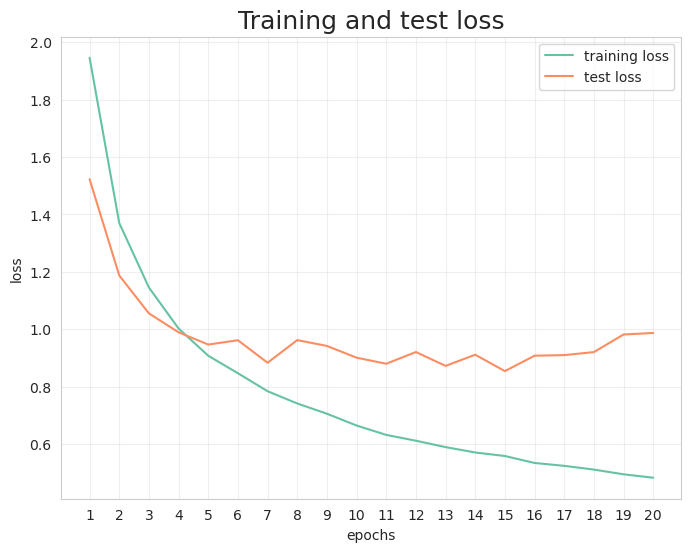 Training and test loss
training loss
test loss
2.0
1.8
1.6
1.4
1.2
1.0
0.8
0.6
loss
1 2 3 4 5 6 7 8 9 10 11 12 13 14 15 16 17 18 19 20
epochs